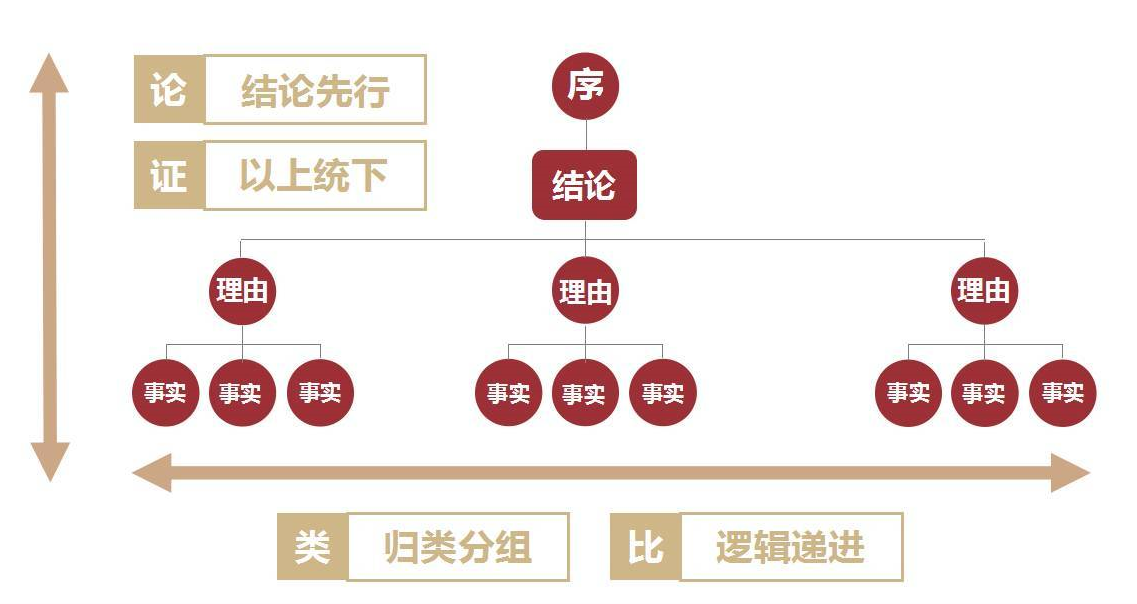 论 结论先行
序
证 以上统下
结论
理由 理由 理由
事实 事实 事实 事实 事实 事实 事实 事实 事实
类 归类分组 比 逻辑递进